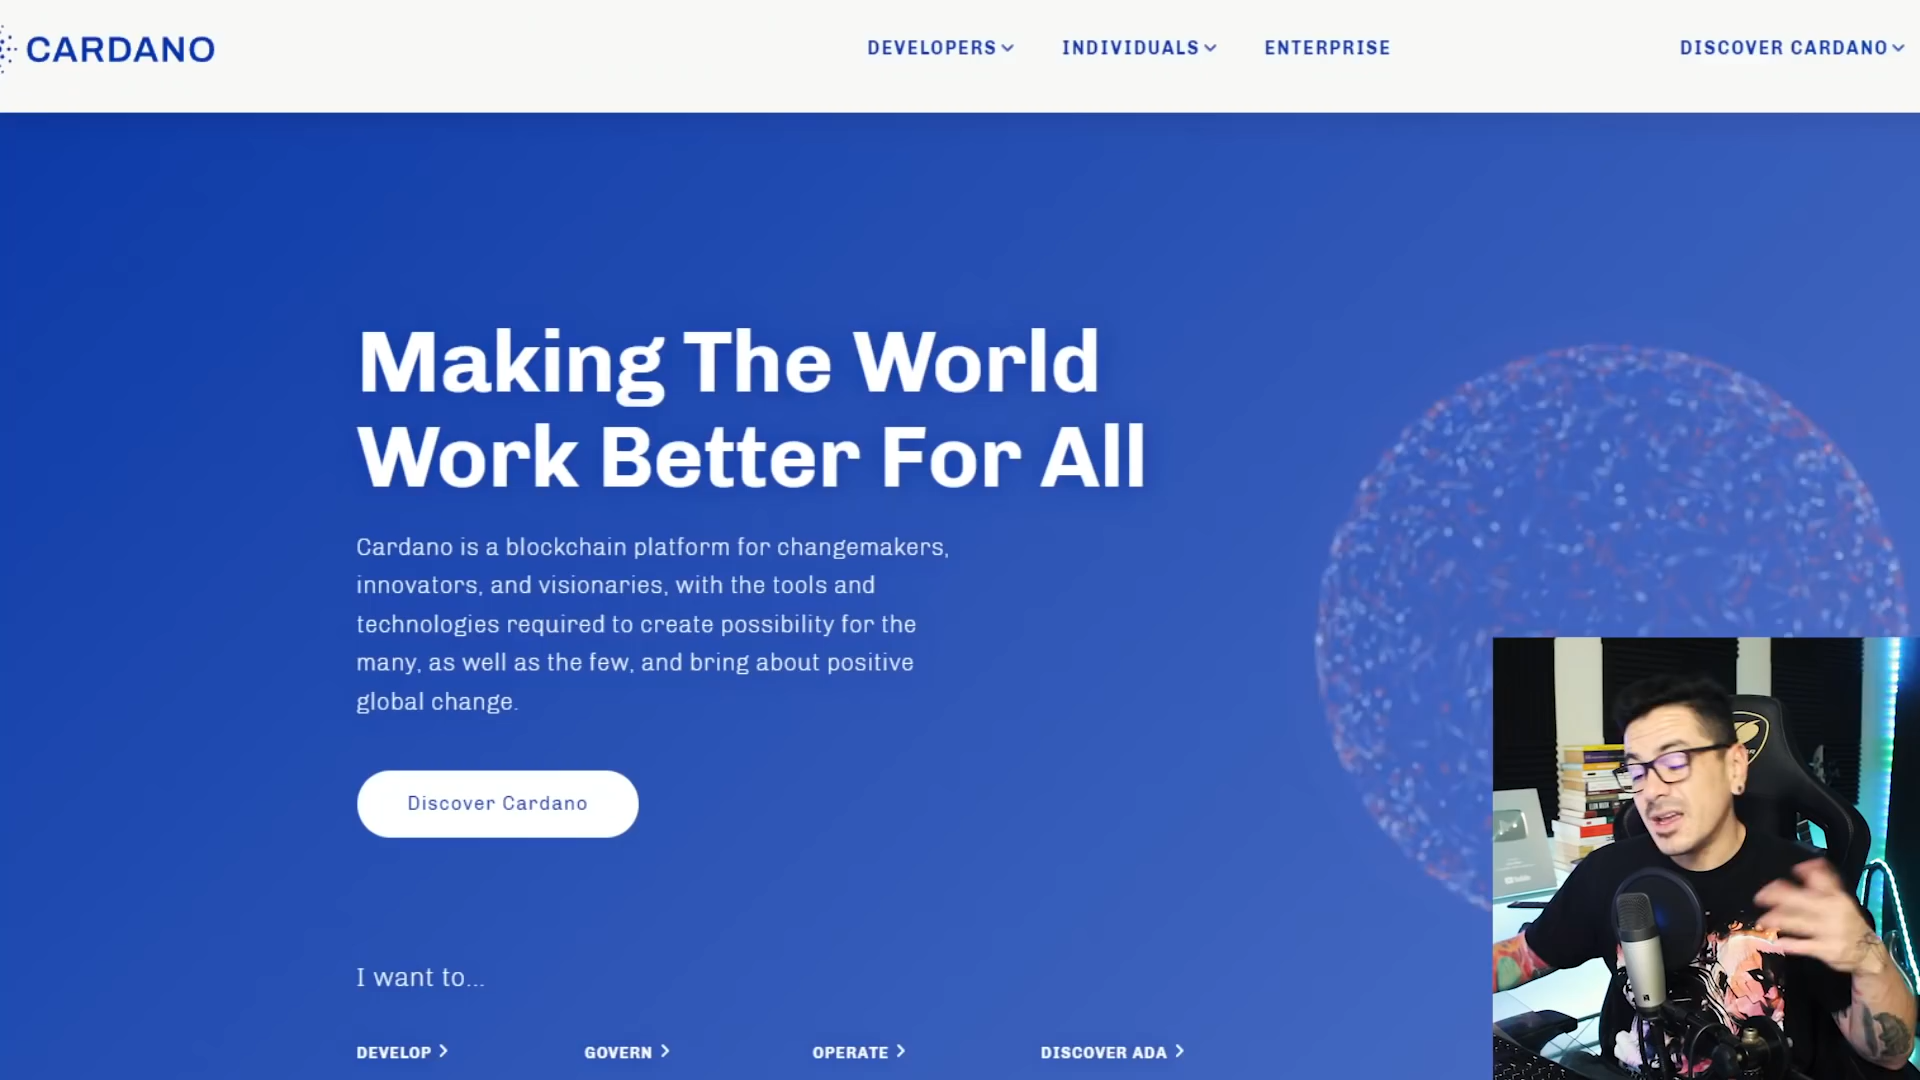 CARDANO
DEVELOPERS
INDIVIDUALS
ENTERPRISE
DISCOVER CARDANO
Making The World
Work Better For All
Cardano is a blockchain platform for changemakers,
innovators, and visionaries, with the tools and
technologies required to create possibility for the
many, as well as the few, and bring about positive
global change.
Discover Cardano
I want to...
DEVELOP
GOVERN
OPERATE
DISCOVER ADA